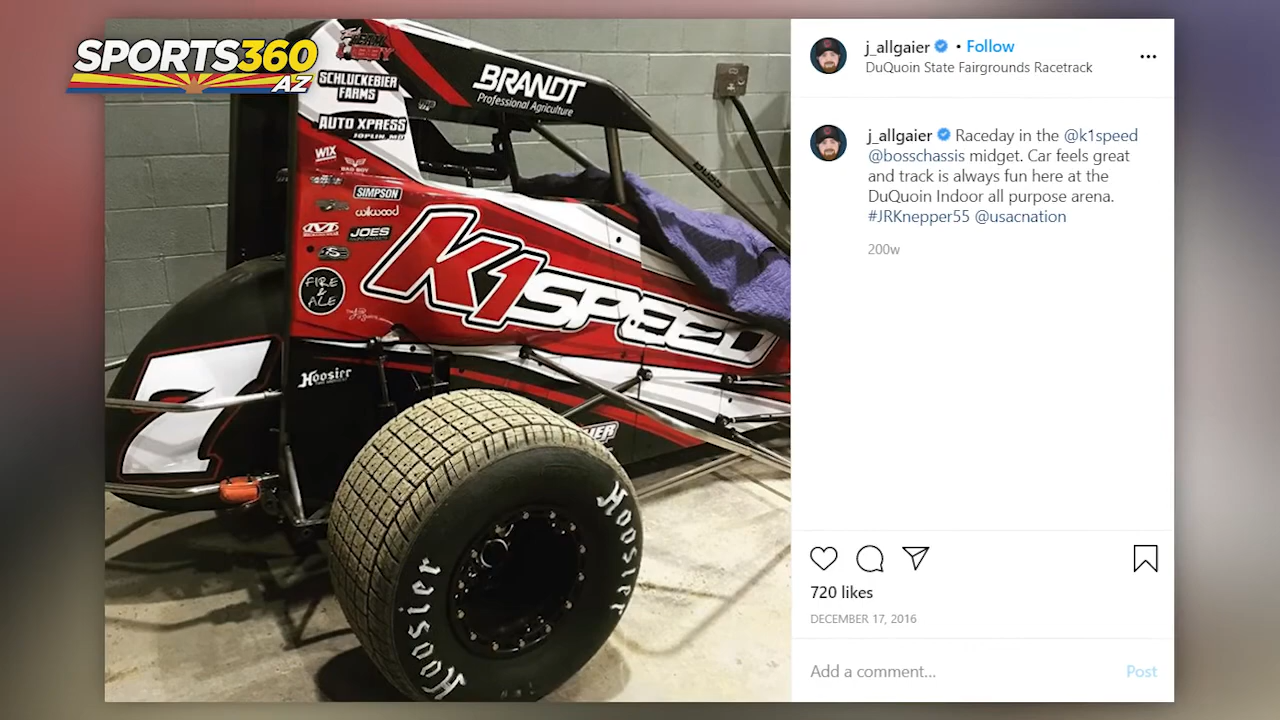 SPORTS360
AZ
SCHLUCKEBIER
FARMS
AUTO XPRESS
JOPLIN, MO
WIX
BAD BOY
SIMPSON
wilwood
JOES
FIRE
&
ALE
BRANDT
Professional Agriculture
K1SPEED
7
Hoosier
Hoosier
Hoosier
j_allgaier • Follow
DuQuoin State Fairgrounds Racetrack
j_allgaier Raceday in the @k1speed
@bosschassis midget. Car feels great
and track is always fun here at the
DuQuoin Indoor all purpose arena.
#JRKnepper55 @usacnation
200w
720 likes
DECEMBER 17, 2016
Add a comment...
Post